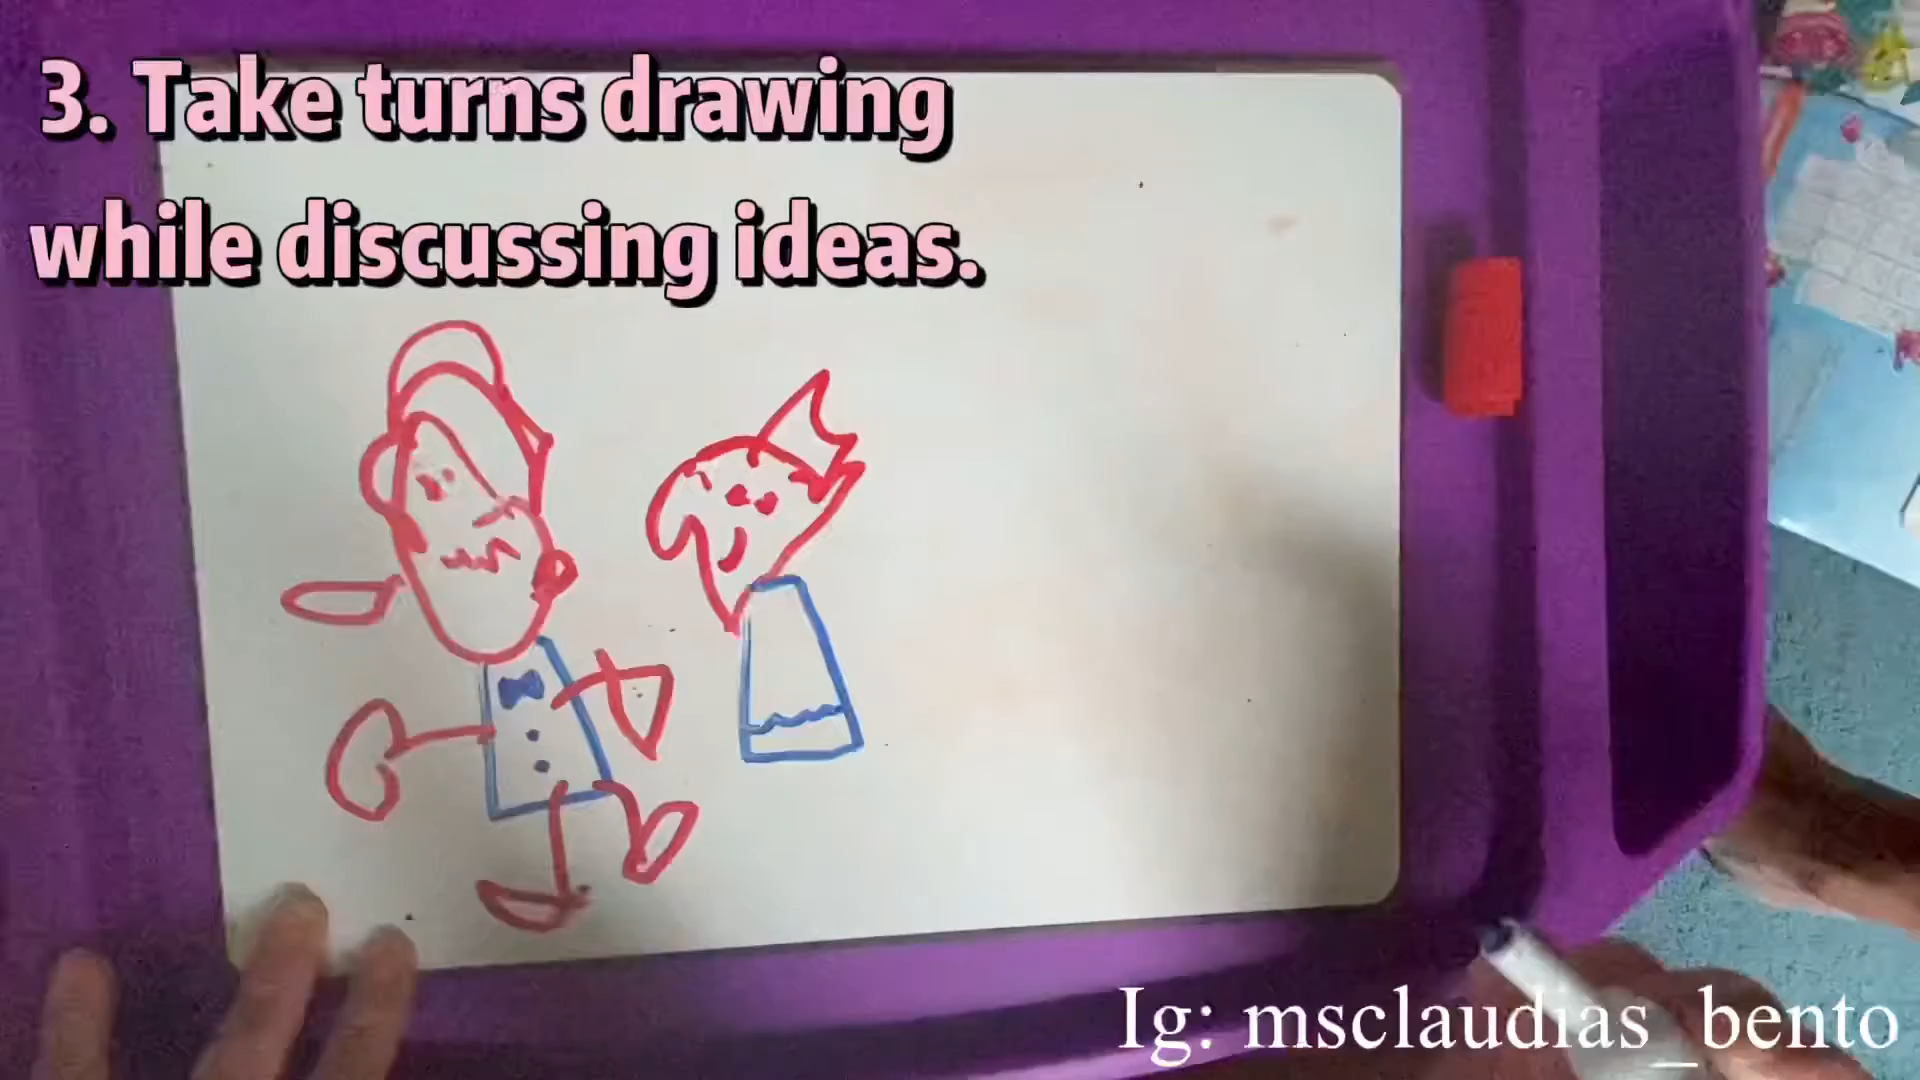 3. Take turns drawing
while discussing ideas.
Ig: msclaudias_bento